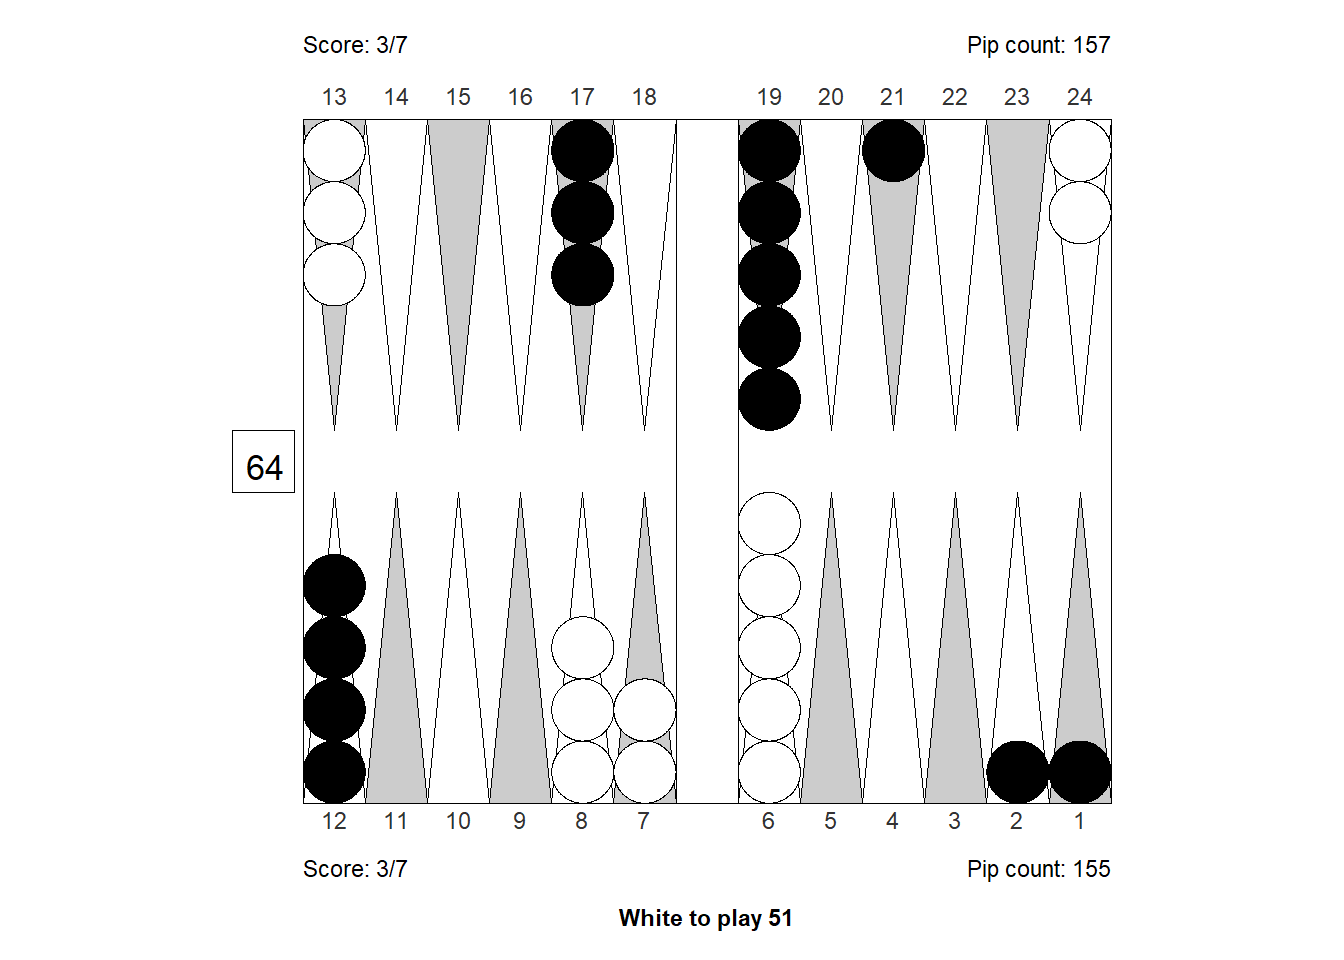 Score: 3/7 Pip count: 157
13 14 15 16 17 18 19 20 21 22 23 24
64
12 11 10 9 8 7 6 5 4 3 2 1
Score: 3/7 Pip count: 155
White to play 51